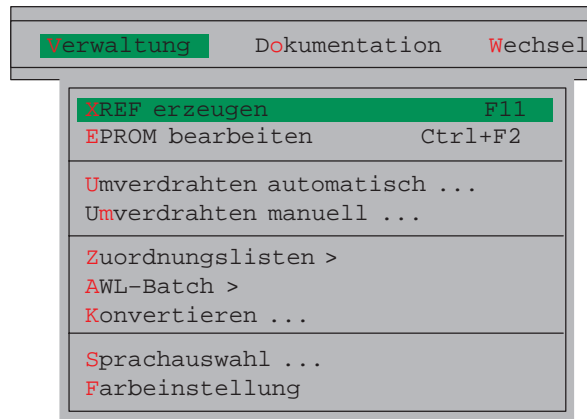 Verwaltung Dokumentation Wechsel
XREF erzeugen F11
EPROM bearbeiten Ctrl+F2
Umverdrahten automatisch ...
Umverdrahten manuell ...
Zuordnungslisten >
AWL-Batch >
Konvertieren ...
Sprachauswahl ...
Farbeinstellung